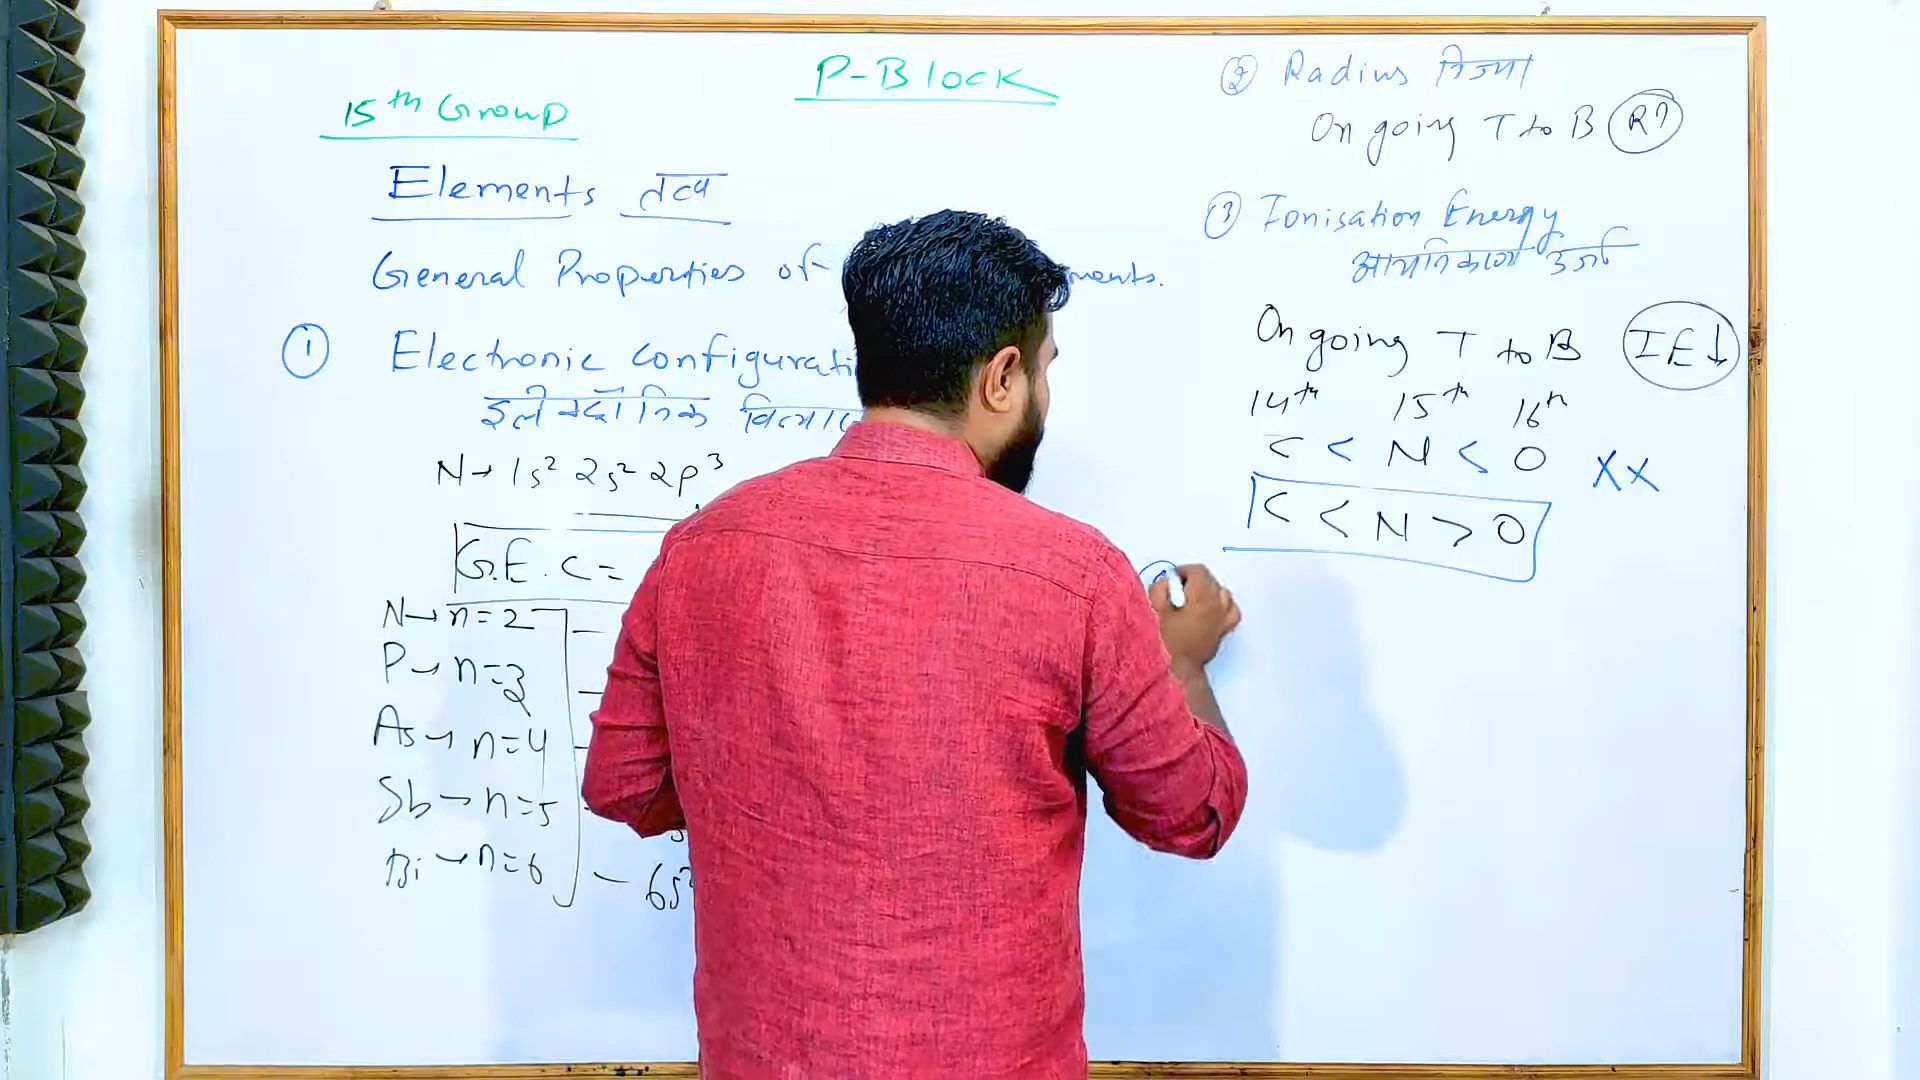 P-Block
15th Group
Elements तत्व
General Properties of ments.
① Electronic configurati
इलेक्ट्रॉनिक विन्या
N → 1s² 2s² 2p³
G.E.C =
N → n=2 —
P → n=3 —
As → n=4 -
Sb → n=5 -
Bi → n=6 — 6s²
② Radius त्रिज्या
On going T to B R↑
③ Ionisation Energy
आयनिकरण उर्जा
On going T to B IE↓
14th 15th 16th
C < N < O XX
C < N > O